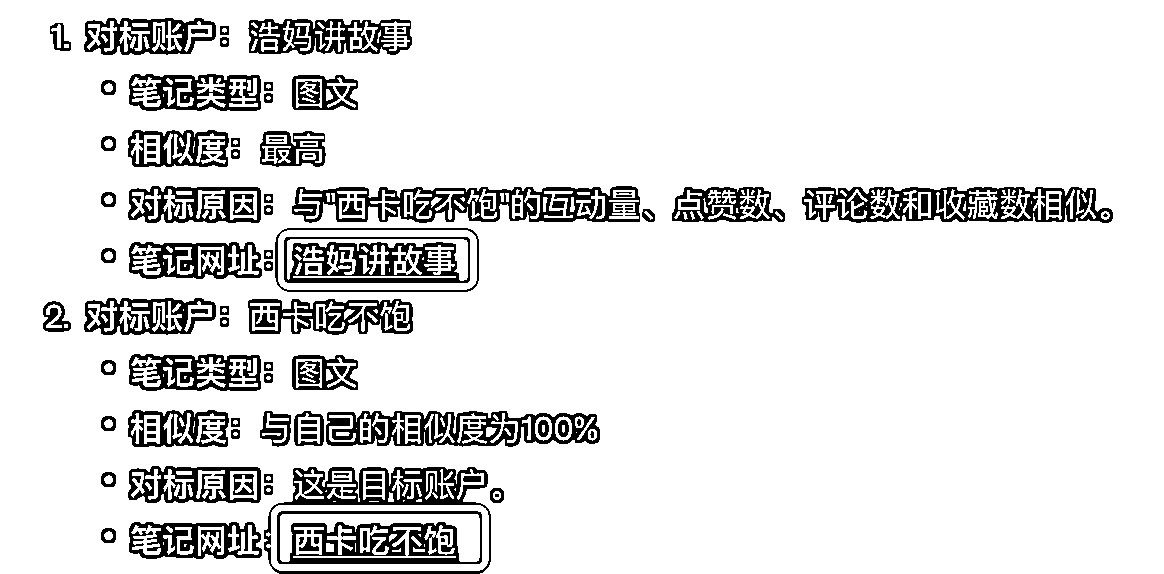 1. 对标账户：浩妈讲故事
○ 笔记类型：图文
○ 相似度：最高
○ 对标原因：与"西卡吃不饱"的互动量、点赞数、评论数和收藏数相似。
○ 笔记网址：浩妈讲故事
2. 对标账户：西卡吃不饱
○ 笔记类型：图文
○ 相似度：与自己的相似度为100%
○ 对标原因：这是目标账户。
○ 笔记网址：西卡吃不饱